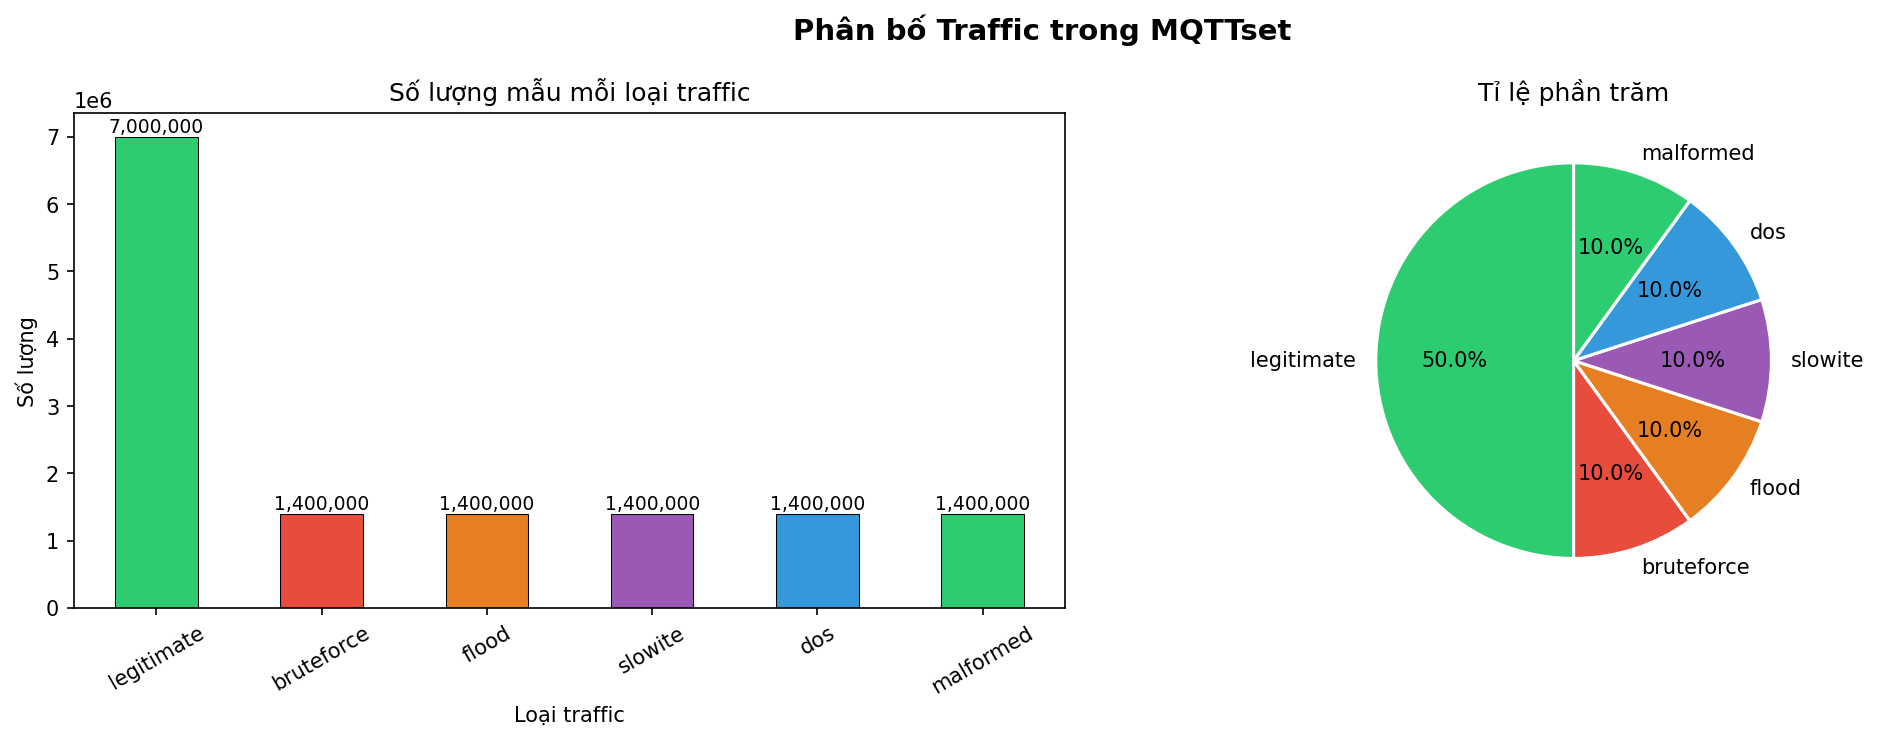 Phân bố Traffic trong MQTTset
Số lượng mẫu mỗi loại traffic
1e6
7
6
5
4
3
2
1
0
Số lượng
7,000,000
1,400,000
1,400,000
1,400,000
1,400,000
1,400,000
legitimate
bruteforce
flood
slowite
dos
malformed
Loại traffic
Tỉ lệ phần trăm
malformed
dos
slowite
flood
bruteforce
legitimate
10.0%
10.0%
10.0%
10.0%
10.0%
50.0%